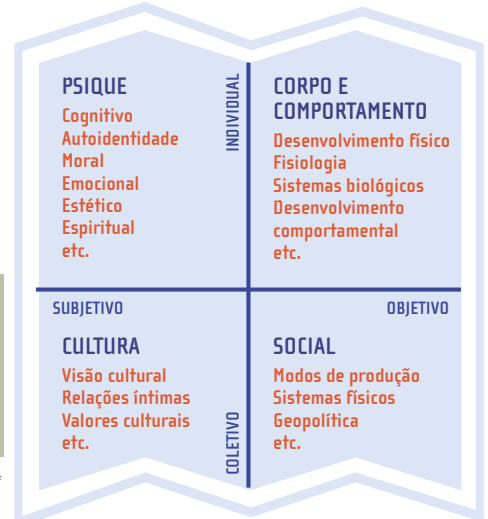 PSIQUE
Cognitivo
Autoidentidade
Moral
Emocional
Estético
Espiritual
etc.
INDIVIDUAL
CORPO E
COMPORTAMENTO
Desenvolvimento físico
Fisiologia
Sistemas biológicos
Desenvolvimento
comportamental
etc.
SUBJETIVO
OBJETIVO
CULTURA
Visão cultural
Relações íntimas
Valores culturais
etc.
COLETIVO
SOCIAL
Modos de produção
Sistemas físicos
Geopolítica
etc.